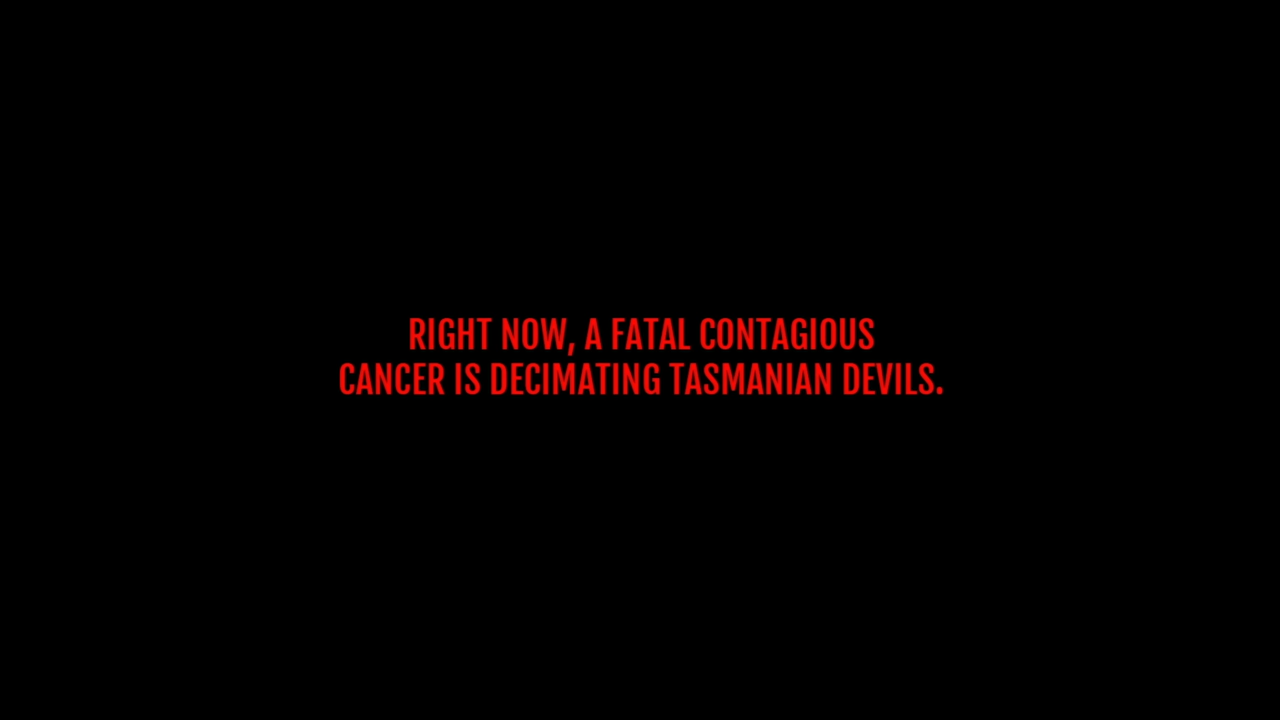 RIGHT NOW, A FATAL CONTAGIOUS
CANCER IS DECIMATING TASMANIAN DEVILS.